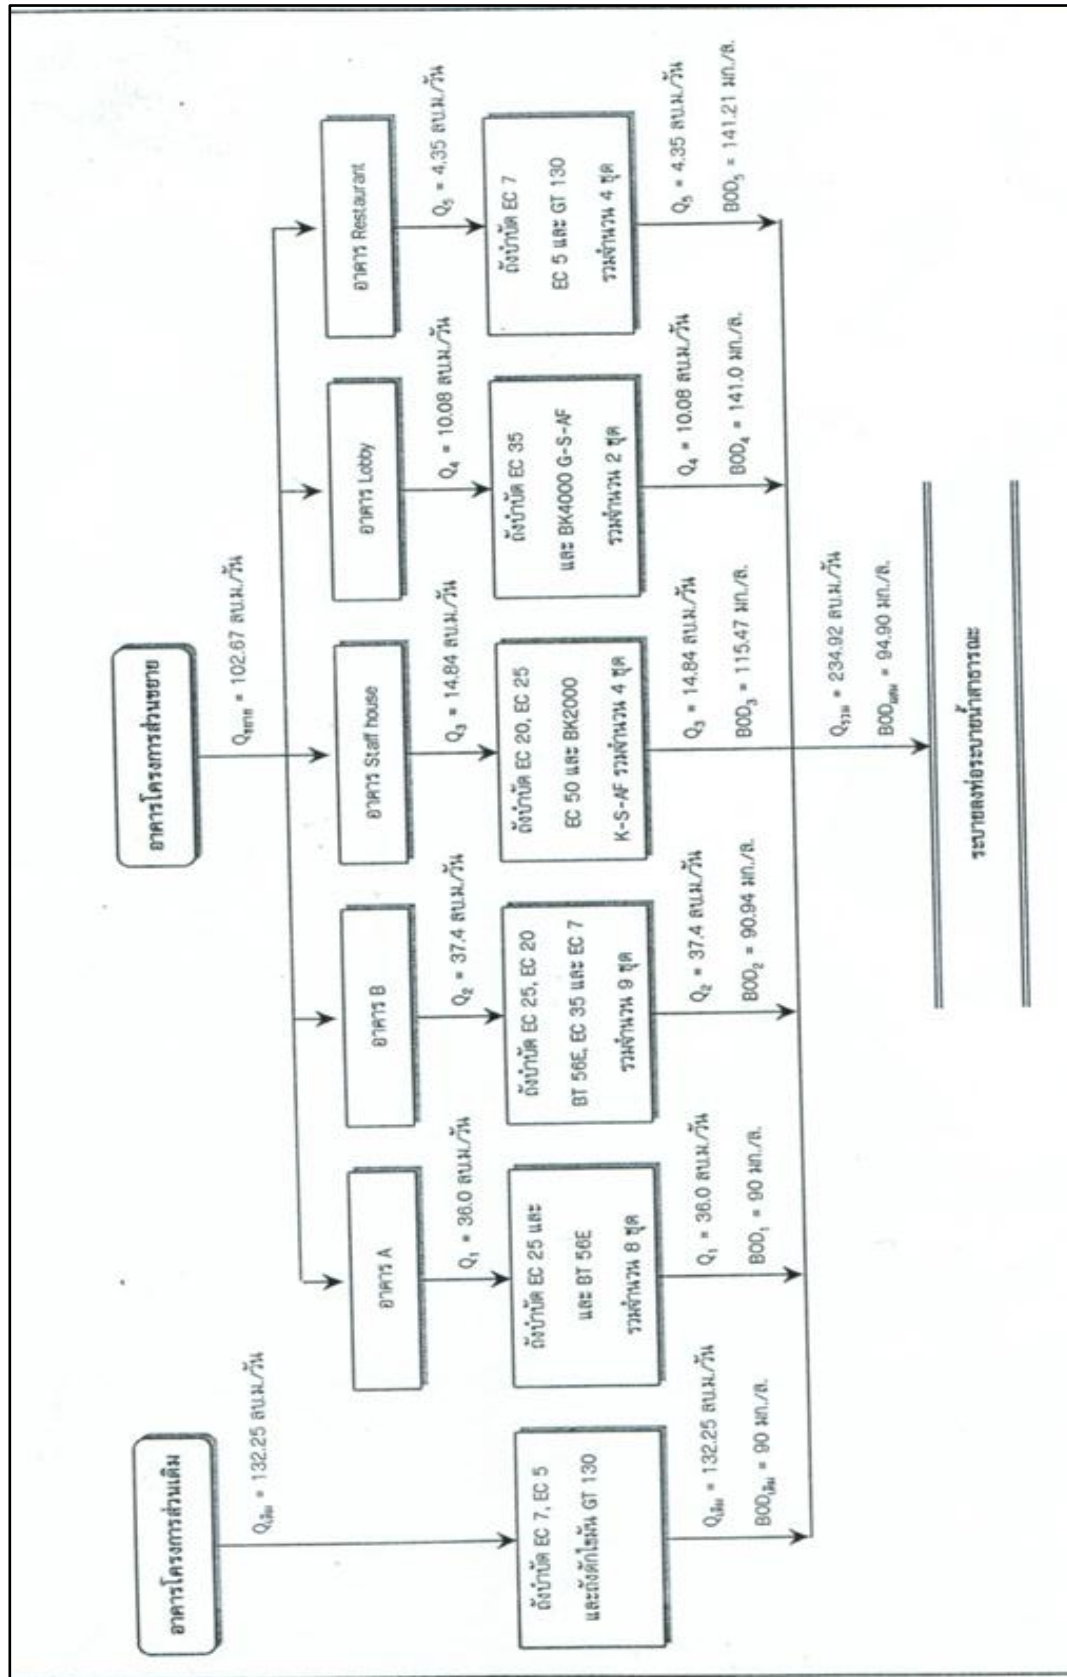 อาคารโครงการส่วนเดิม
Qเดิม = 132.25 ลบ.ม./วัน
ถังบำบัด EC 7, EC 5
และถังดักไขมัน GT 130
Qเดิม = 132.25 ลบ.ม./วัน
BODเดิม = 90 มก./ล.
อาคารโครงการส่วนขยาย
Qขยาย = 102.67 ลบ.ม./วัน
อาคาร A
Q₁ = 36.0 ลบ.ม./วัน
ถังบำบัด EC 25 และ
และ BT 56E
รวมจำนวน 8 ชุด
Q₁ = 36.0 ลบ.ม./วัน
BOD₁ = 90 มก./ล.
อาคาร B
Q₂ = 37.4 ลบ.ม./วัน
ถังบำบัด EC 25, EC 20
BT 56E, EC 35 และ EC 7
รวมจำนวน 9 ชุด
Q₂ = 37.4 ลบ.ม./วัน
BOD₂ = 90.94 มก./ล.
อาคาร Staff house
Q₃ = 14.84 ลบ.ม./วัน
ถังบำบัด EC 20, EC 25
EC 50 และ BK2000
K-S-AF รวมจำนวน 4 ชุด
Q₃ = 14.84 ลบ.ม./วัน
BOD₃ = 115.47 มก./ล.
อาคาร Lobby
Q₄ = 10.08 ลบ.ม./วัน
ถังบำบัด EC 35
และ BK4000 G-S-AF
รวมจำนวน 2 ชุด
Q₄ = 10.08 ลบ.ม./วัน
BOD₄ = 141.0 มก./ล.
อาคาร Restaurant
Q₅ = 4.35 ลบ.ม./วัน
ถังบำบัด EC 7
EC 5 และ GT 130
รวมจำนวน 4 ชุด
Q₅ = 4.35 ลบ.ม./วัน
BOD₅ = 141.21 มก./ล.
Qรวม = 234.92 ลบ.ม./วัน
BODผสม = 94.90 มก./ล.
ระบายลงท่อระบายน้ำสาธารณะ